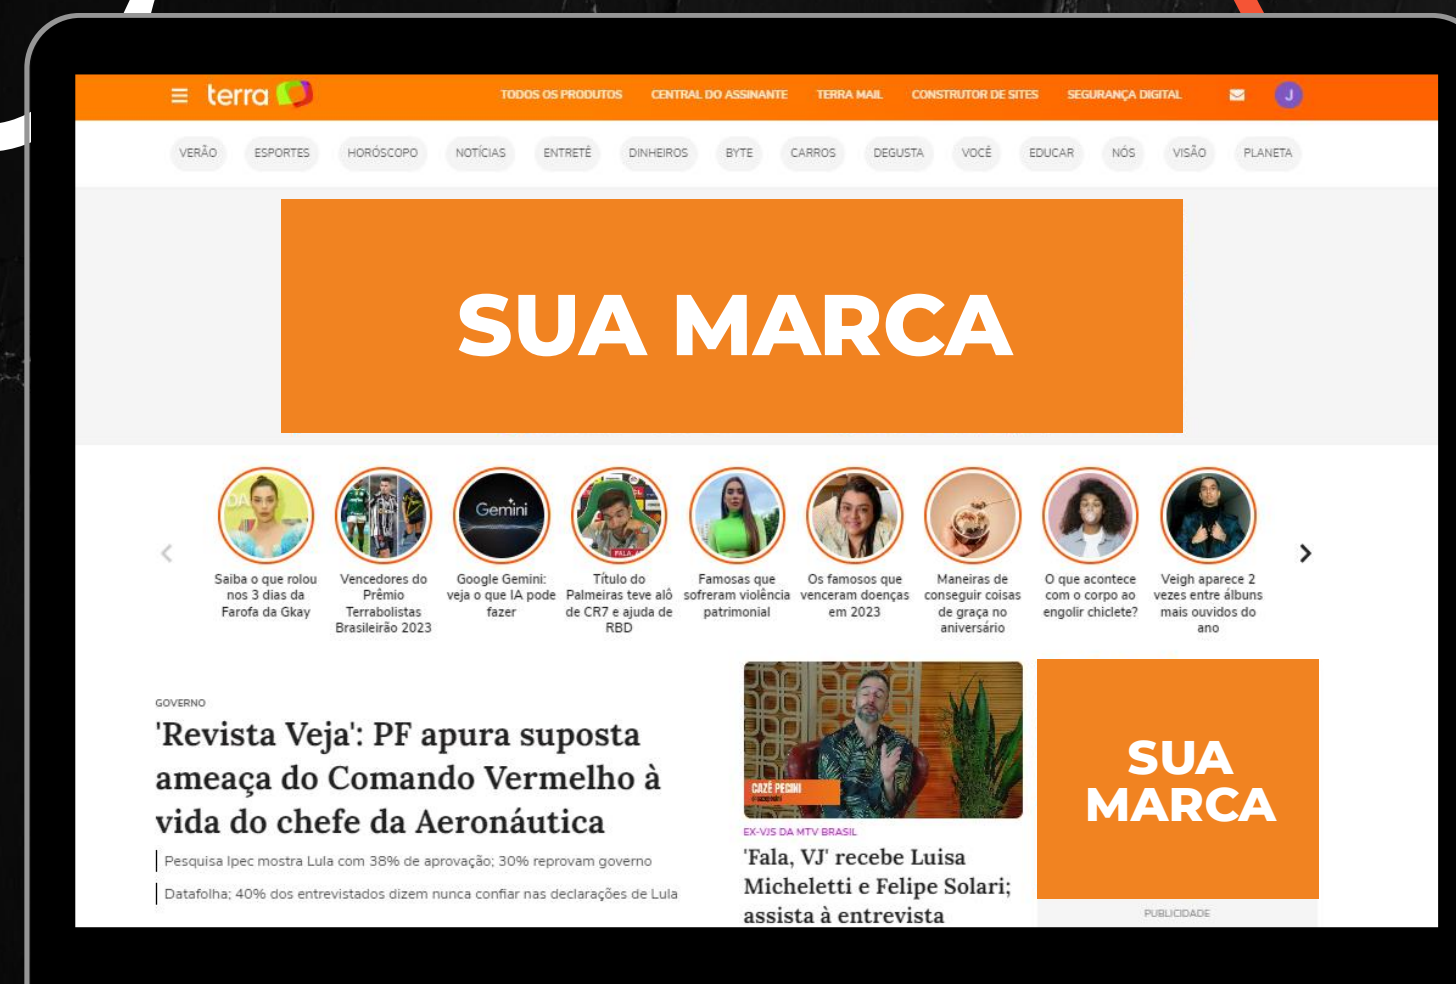 terra
TODOS OS PRODUTOS
CENTRAL DO ASSINANTE
TERRA MAIL
CONSTRUTOR DE SITES
SEGURANÇA DIGITAL
J
VERÃO
ESPORTES
HORÓSCOPO
NOTÍCIAS
ENTRETÊ
DINHEIROS
BYTE
CARROS
DEGUSTA
VOCÊ
EDUCAR
NÓS
VISÃO
PLANETA
SUA MARCA
DA
Gemini
Saiba o que rolou
nos 3 dias da
Farofa da Gkay
Vencedores do
Prêmio
Terrabolistas
Brasileirão 2023
Google Gemini:
veja o que IA pode
fazer
Título do
Palmeiras teve alô
de CR7 e ajuda de
RBD
Famosas que
sofreram violência
patrimonial
Os famosos que
venceram doenças
em 2023
Maneiras de
conseguir coisas
de graça no
aniversário
O que acontece
com o corpo ao
engolir chiclete?
Veigh aparece 2
vezes entre álbuns
mais ouvidos do
ano
GOVERNO
'Revista Veja': PF apura suposta
ameaça do Comando Vermelho à
vida do chefe da Aeronáutica
Pesquisa Ipec mostra Lula com 38% de aprovação; 30% reprovam governo
Datafolha; 40% dos entrevistados dizem nunca confiar nas declarações de Lula
CAZÉ PECINI
EX-VJS DA MTV BRASIL
'Fala, VJ' recebe Luisa
Micheletti e Felipe Solari;
assista à entrevista
SUA
MARCA
PUBLICIDADE